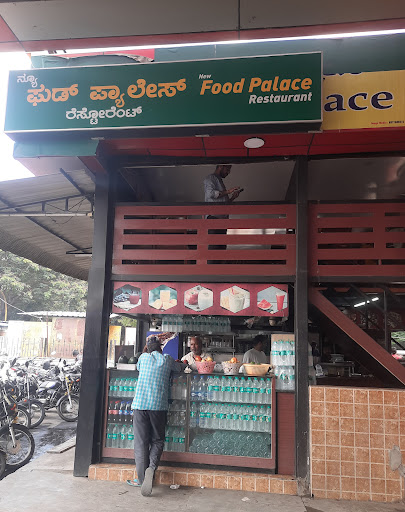 ನ್ಯೂ
ಫುಡ್ ಪ್ಯಾಲೇಸ್
ರೆಸ್ಟೋರೆಂಟ್
New
Food Palace
Restaurant
ace